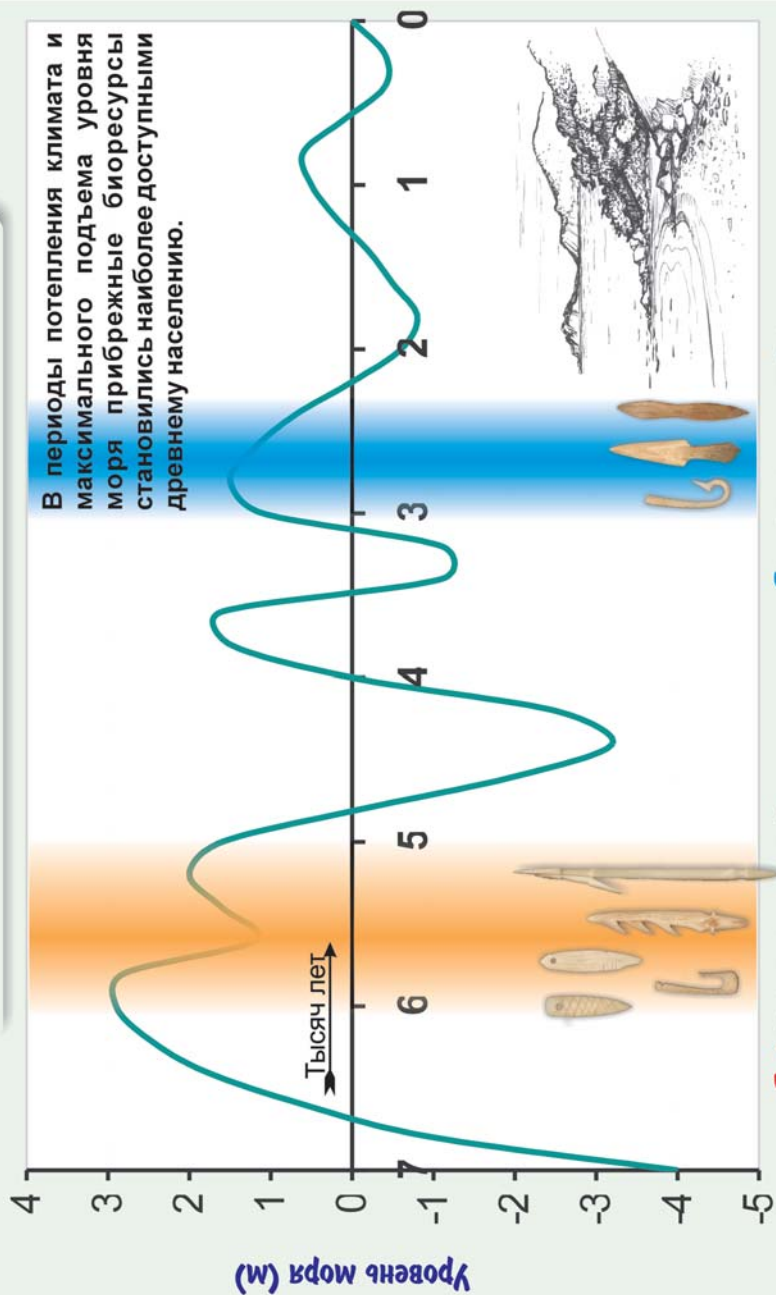 В периоды потепления климата и
максимального подъема уровня
моря прибрежные биоресурсы
становились наиболее доступными
древнему населению.
Уровень моря (м)
4
3
2
1
0
-1
-2
-3
-4
-5
Тысяч лет
7
6
5
4
3
2
1
0